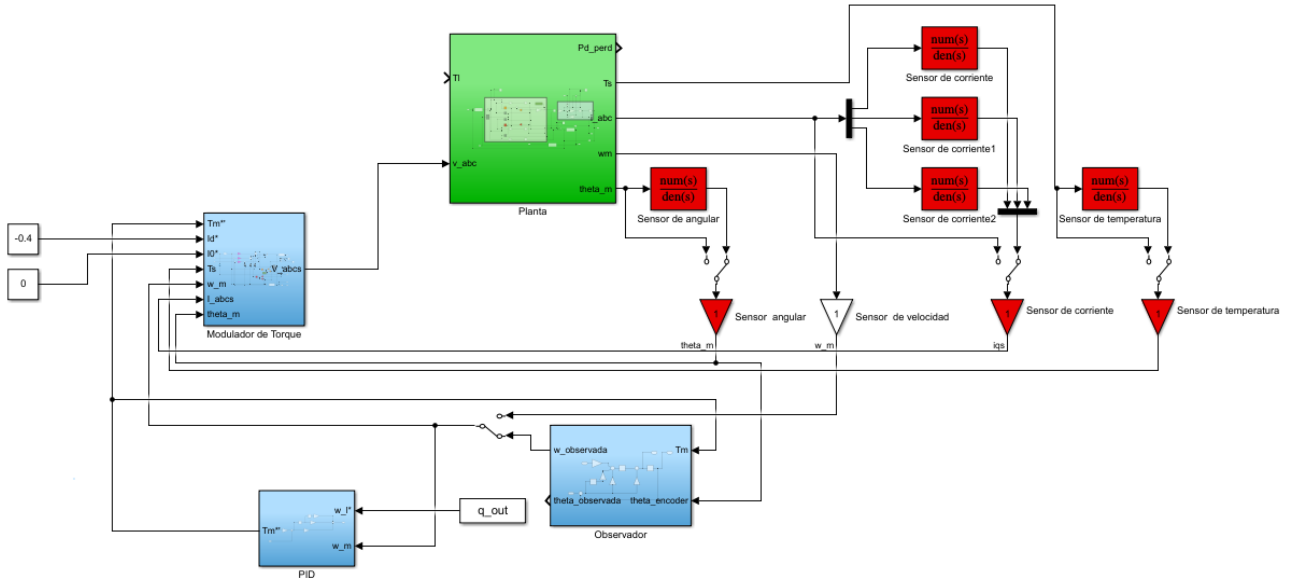 Pd_perd
Tl
Ts
i_abc
v_abc
wm
theta_m
Planta
num(s)
den(s)
Sensor de angular
num(s)
den(s)
Sensor de corriente
num(s)
den(s)
Sensor de corriente1
num(s)
den(s)
Sensor de corriente2
num(s)
den(s)
Sensor de temperatura
-0.4
0
Tm*'
Id*
I0*
Ts
w_m
I_abcs
theta_m
V_abcs
Modulador de Torque
1
Sensor angular
1
Sensor de velocidad
1
Sensor de corriente
1
Sensor de temperatura
theta_m
w_m
iqs
w_observada
Tm
theta_observada
theta_encoder
Observador
w_l*
Tm*'
w_m
PID
q_out